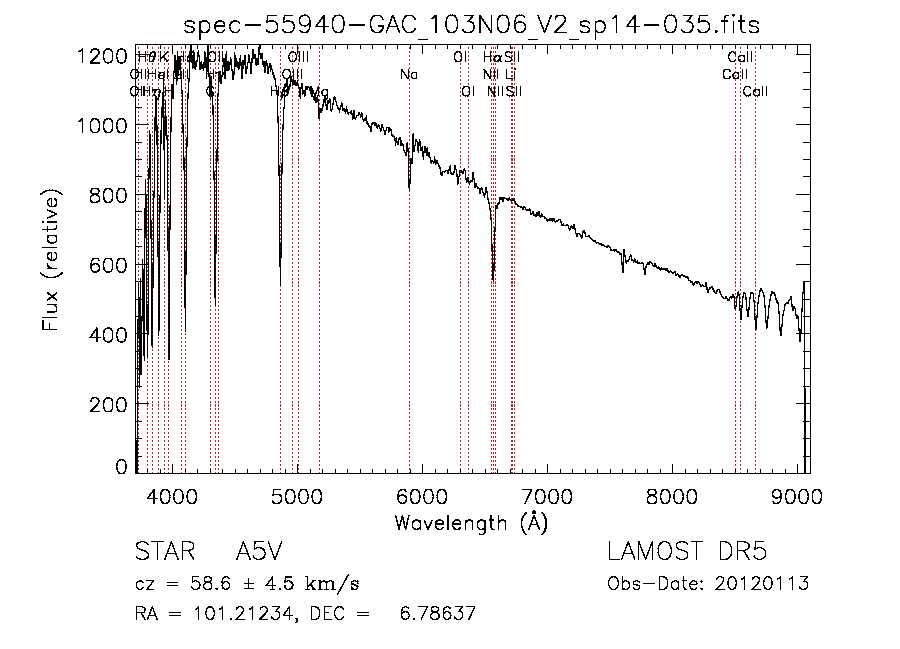 spec-55940-GAC_103N06_V2_sp14-035.fits
1200
1000
800
600
400
200
0
Flux (relative)
K OIII Na OI Hα SII CaII
OII OIII NII Li CaII
OII G OI NII SII CaII
4000 5000 6000 7000 8000 9000
Wavelength (Å)
STAR A5V LAMOST DR5
cz = 58.6 ± 4.5 km/s Obs-Date: 20120113
RA = 101.21234, DEC = 6.78637